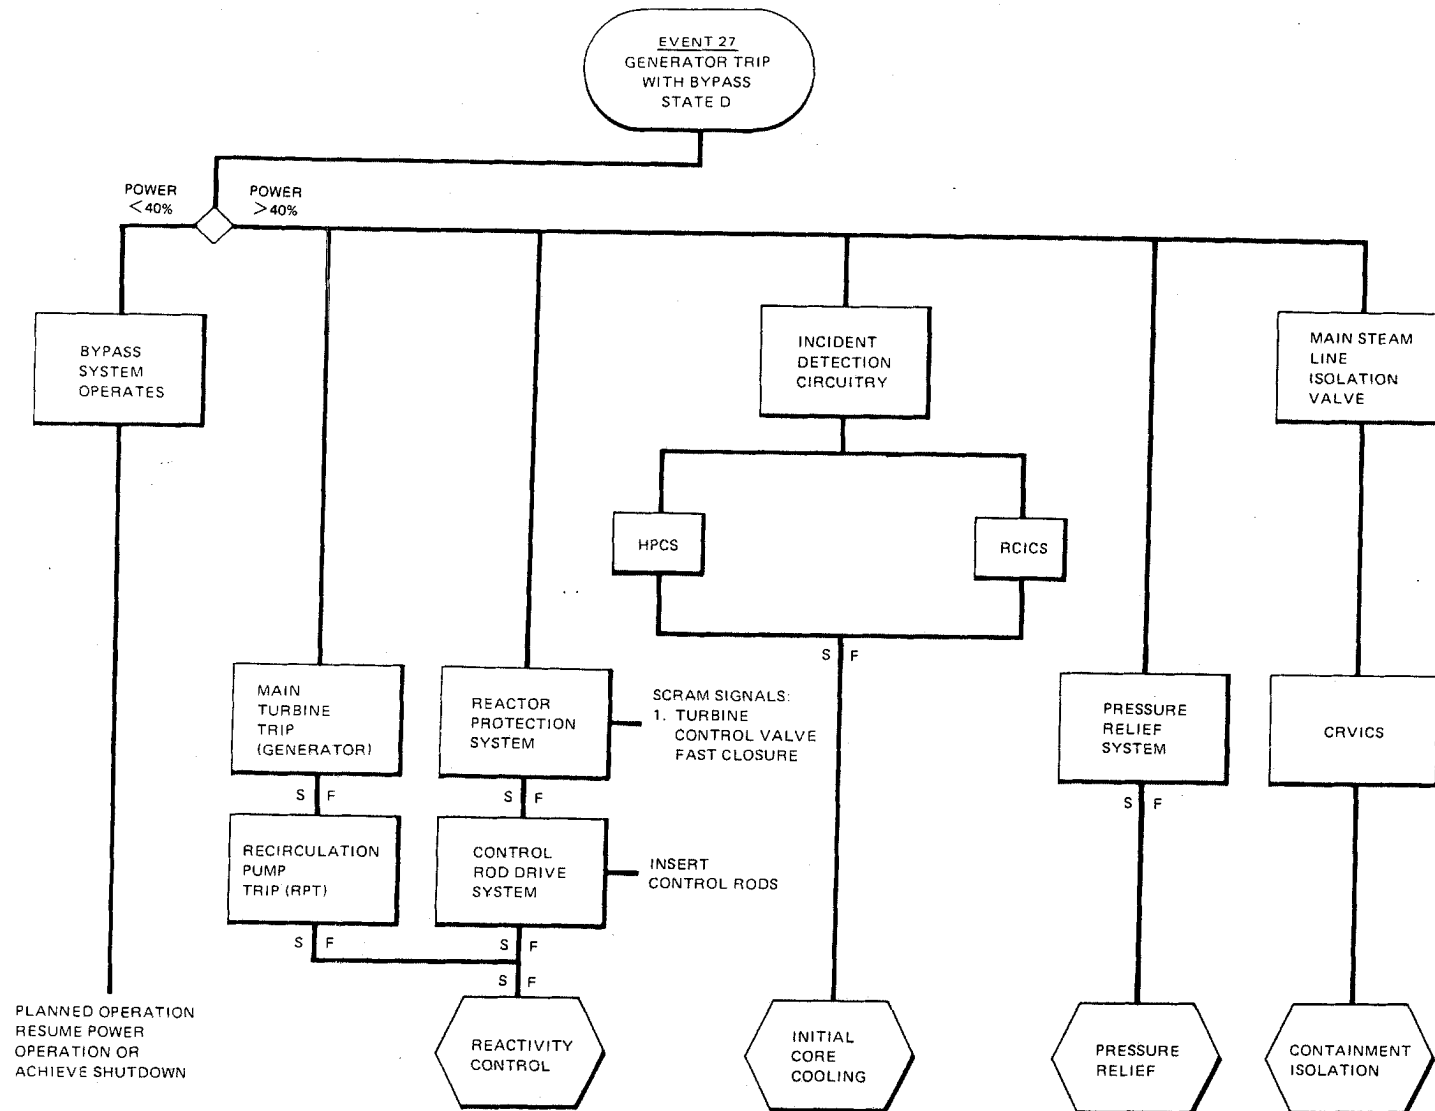 EVENT 27
GENERATOR TRIP
WITH BYPASS
STATE D
POWER
<40%
POWER
>40%
BYPASS
SYSTEM
OPERATES
INCIDENT
DETECTION
CIRCUITRY
MAIN STEAM
LINE
ISOLATION
VALVE
HPCS
RCICS
S F
MAIN
TURBINE
TRIP
(GENERATOR)
REACTOR
PROTECTION
SYSTEM
SCRAM SIGNALS:
1. TURBINE
CONTROL VALVE
FAST CLOSURE
PRESSURE
RELIEF
SYSTEM
CRVICS
S F
S F
S F
RECIRCULATION
PUMP
TRIP (RPT)
CONTROL
ROD DRIVE
SYSTEM
INSERT
CONTROL RODS
S F
S F
S F
PLANNED OPERATION
RESUME POWER
OPERATION OR
ACHIEVE SHUTDOWN
REACTIVITY
CONTROL
INITIAL
CORE
COOLING
PRESSURE
RELIEF
CONTAINMENT
ISOLATION